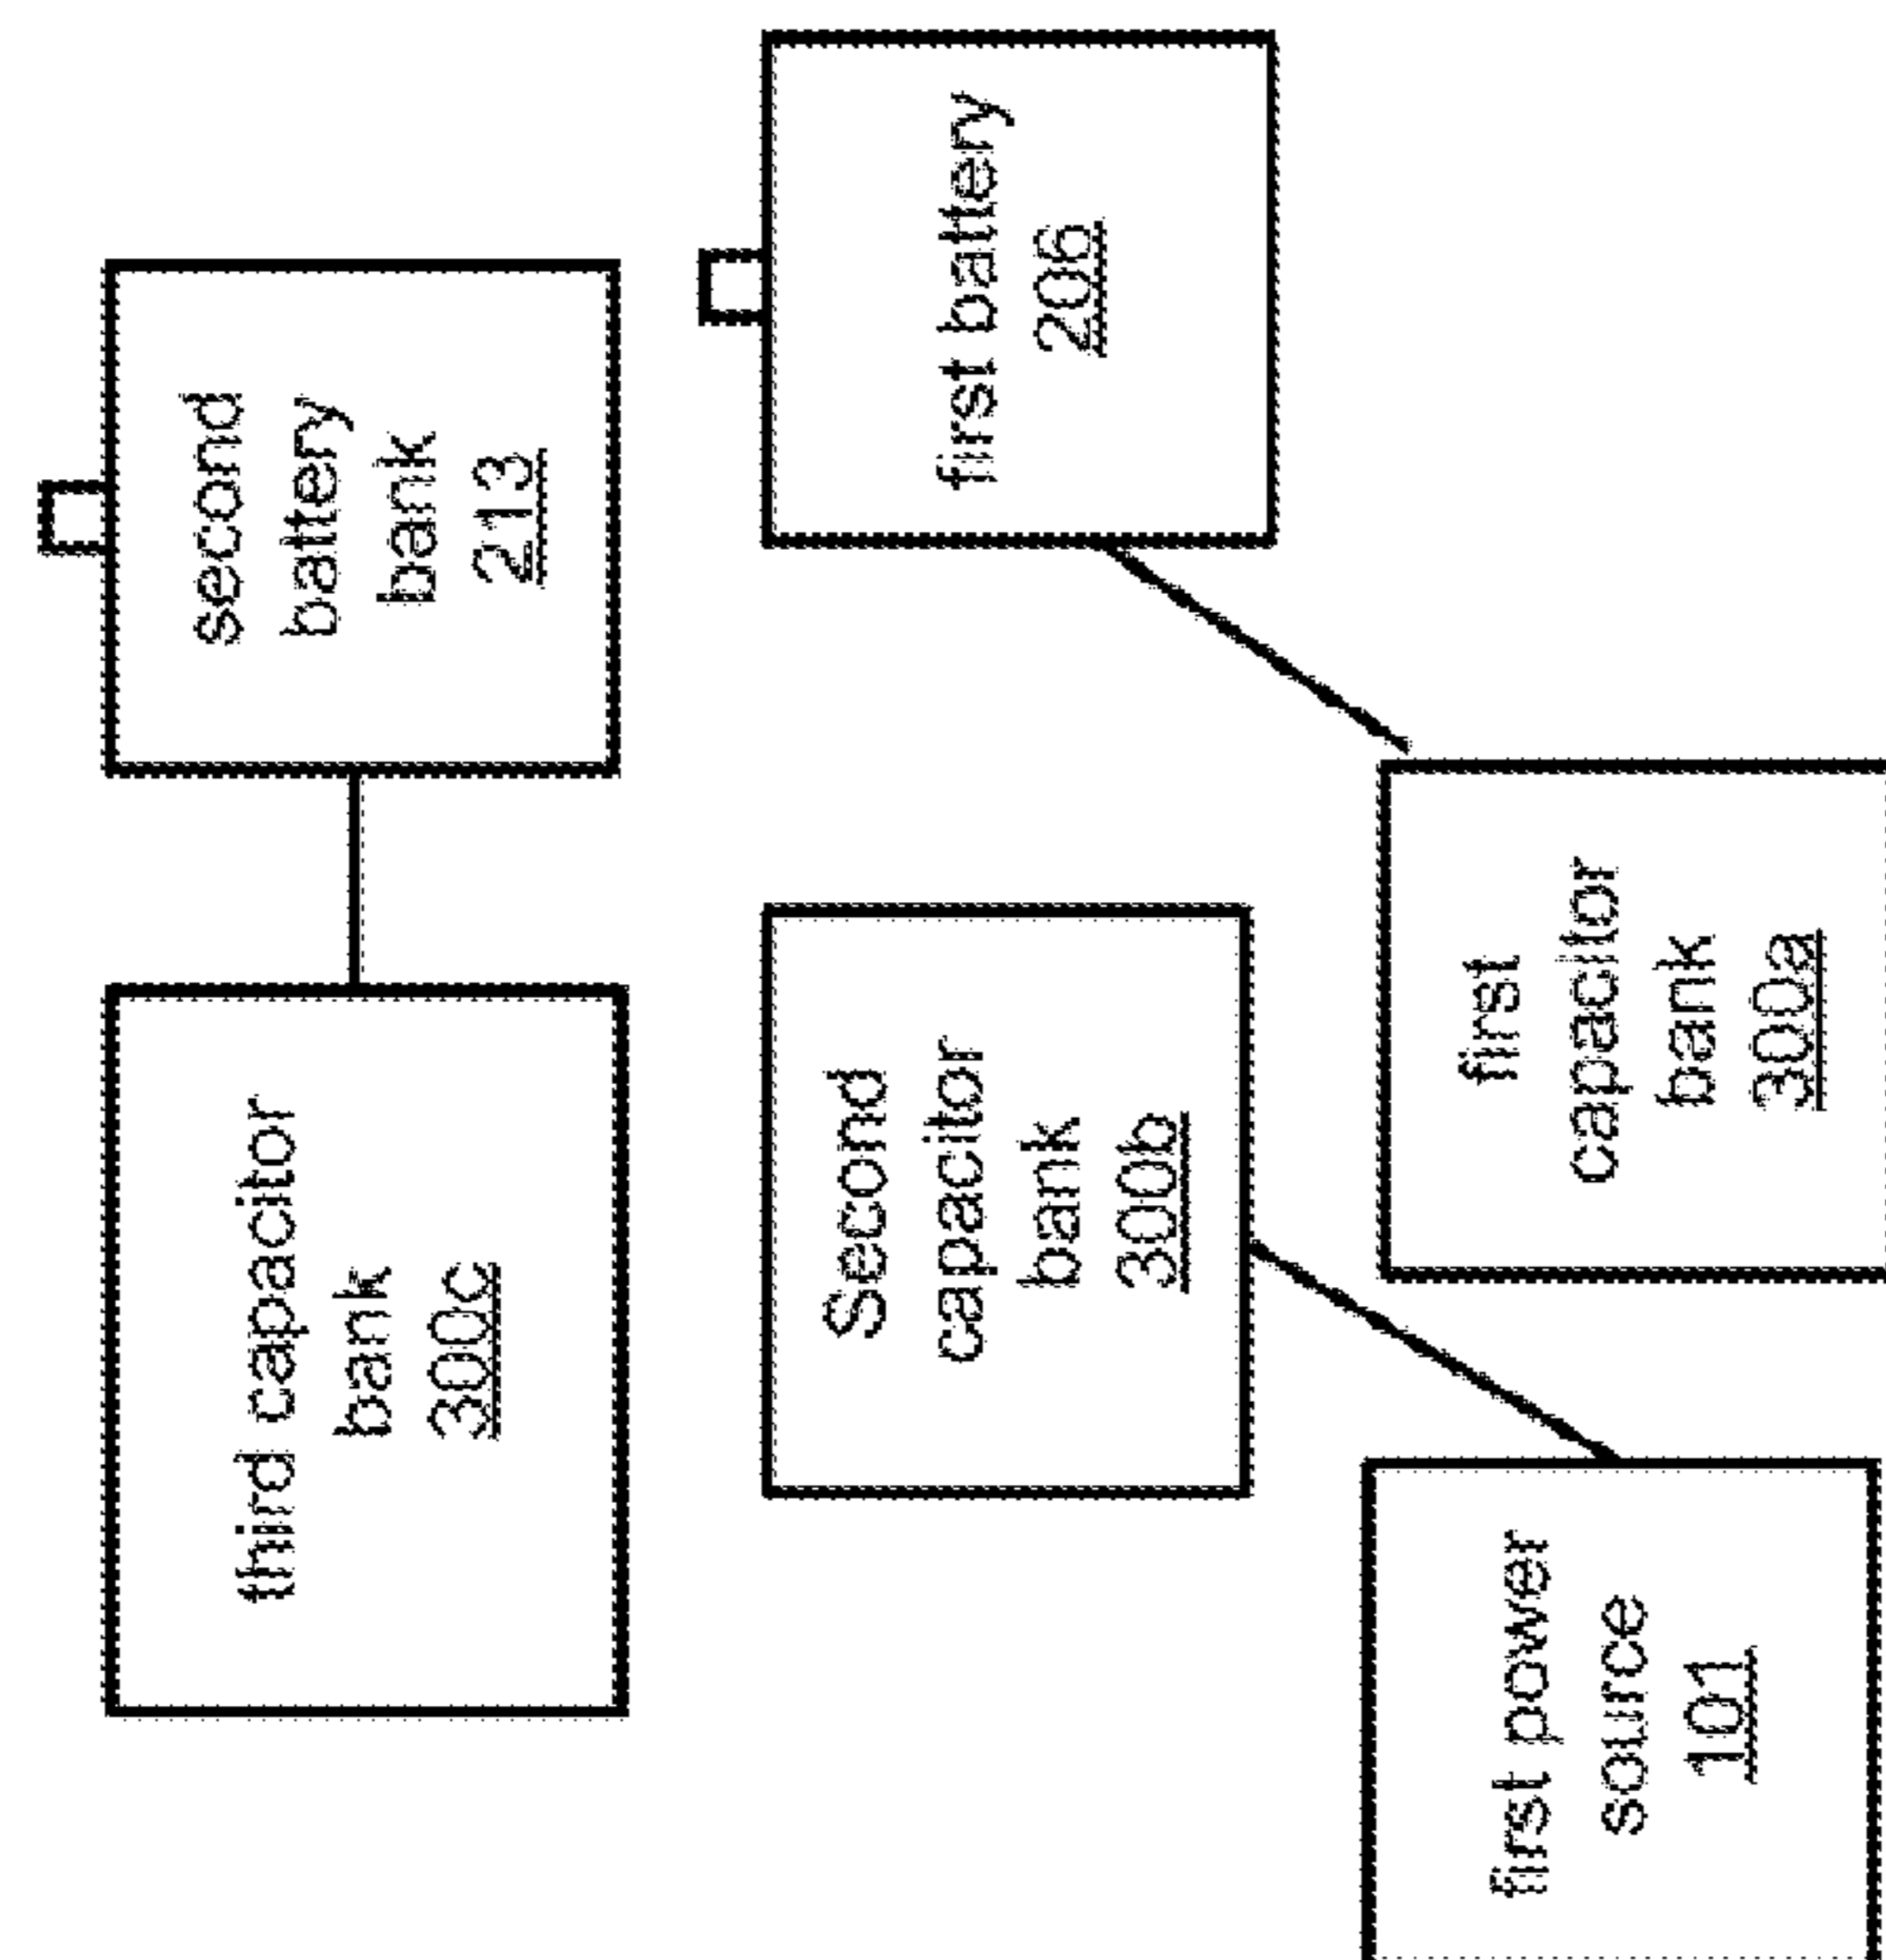 third capacitor
bank
300c
second
battery
bank
213
Second
capacitor
bank
300b
first battery
206
first power
source
101
first
capacitor
bank
300a